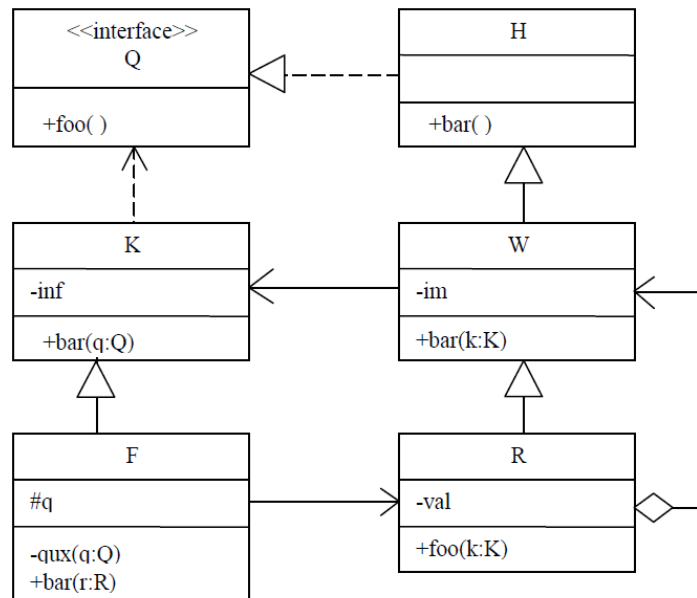 <<interface>>
Q
+foo( )
H
+bar( )
K
-inf
+bar(q:Q)
W
-im
+bar(k:K)
F
#q
-qux(q:Q)
+bar(r:R)
R
-val
+foo(k:K)